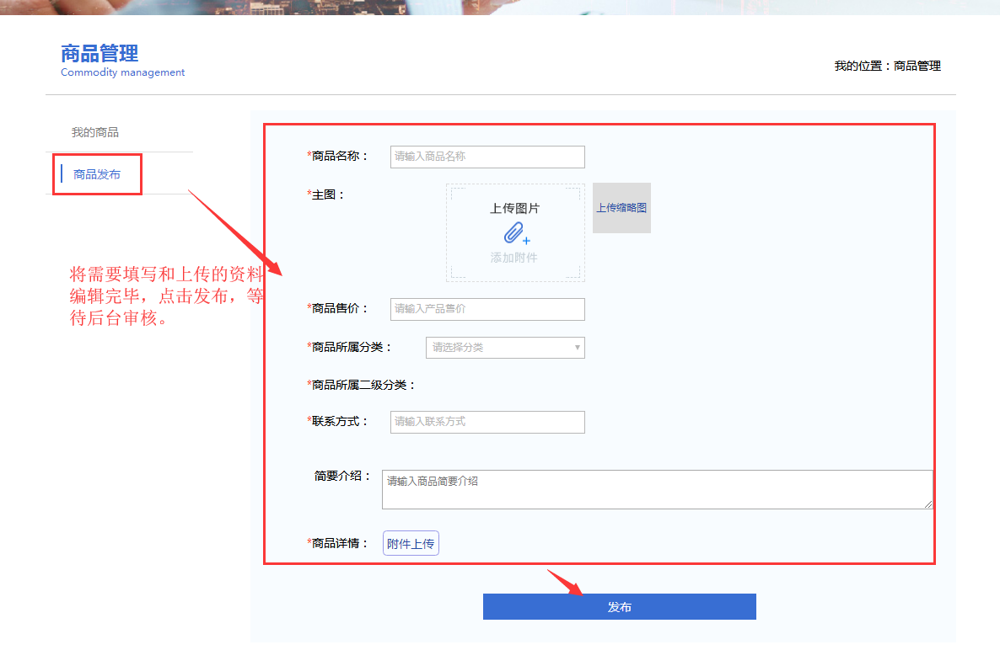 商品管理
Commodity management
我的位置：商品管理
我的商品
商品发布
将需要填写和上传的资料
编辑完毕，点击发布，等
待后台审核。
*商品名称：
请输入商品名称
*主图：
上传图片
添加附件
上传缩略图
*商品售价：
请输入产品售价
*商品所属分类：
请选择分类
*商品所属二级分类：
*联系方式：
请输入联系方式
简要介绍：
请输入商品简要介绍
*商品详情：
附件上传
发布